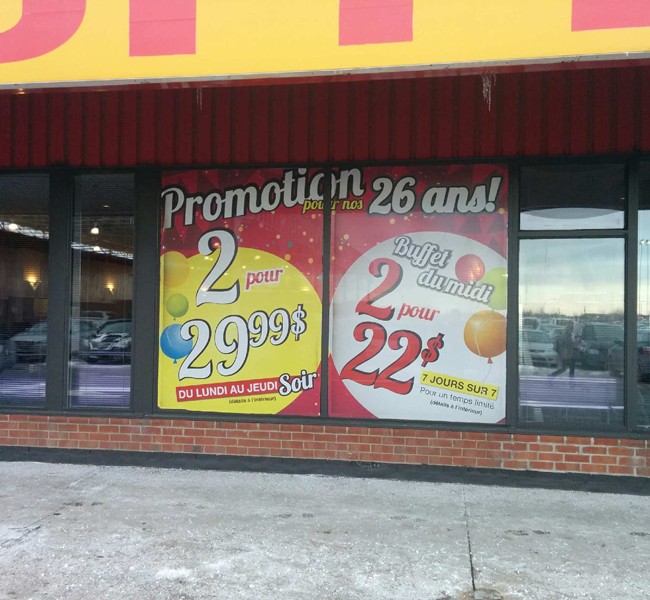 Promotion pour nos 26 ans!
2 pour
29 99$
DU LUNDI AU JEUDI Soir
(détails à l'intérieur)
Buffet
du midi
2 pour
22$
7 JOURS SUR 7
Pour un temps limité
(détails à l'intérieur)